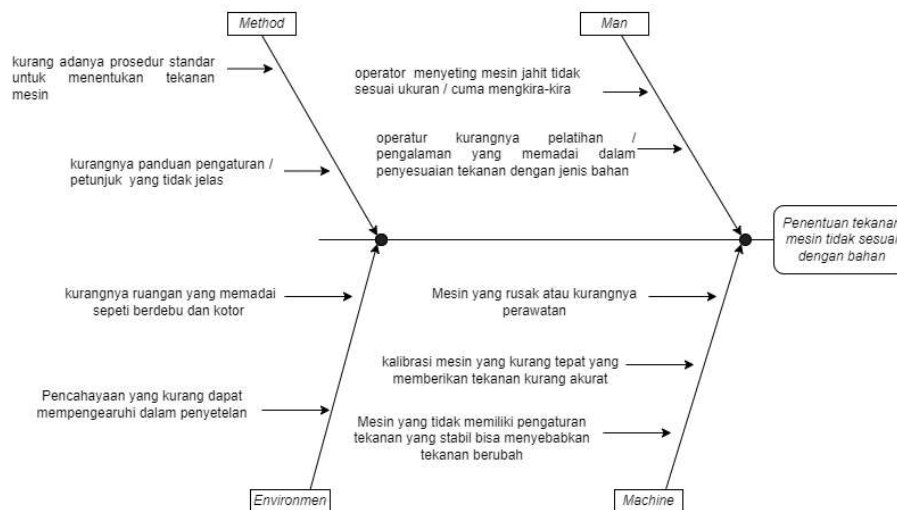 Method
Man
kurang adanya prosedur standar
untuk menentukan tekanan
mesin
operator menyeting mesin jahit tidak
sesuai ukuran / cuma mengkira-kira
kurangnya panduan pengaturan /
petunjuk yang tidak jelas
operatur kurangnya pelatihan /
pengalaman yang memadai dalam
penyesuaian tekanan dengan jenis bahan
Penentuan tekanan
mesin tidak sesuai
dengan bahan
kurangnya ruangan yang memadai
sepeti berdebu dan kotor
Mesin yang rusak atau kurangnya
perawatan
kalibrasi mesin yang kurang tepat yang
memberikan tekanan kurang akurat
Pencahayaan yang kurang dapat
mempengearuhi dalam penyetelan
Mesin yang tidak memiliki pengaturan
tekanan yang stabil bisa menyebabkan
tekanan berubah
Environmen
Machine